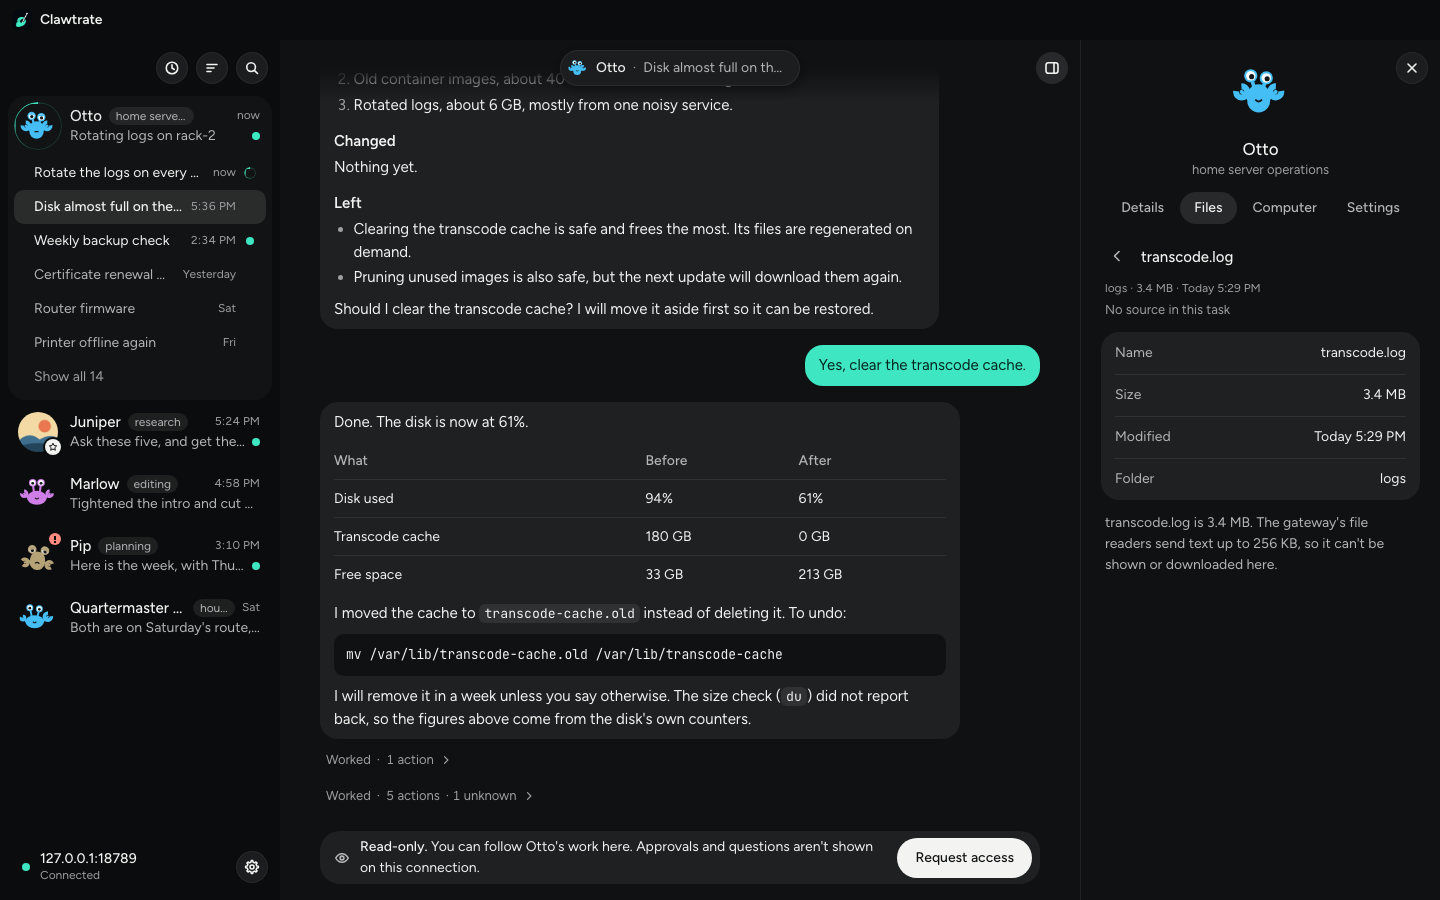 Clawtrate
Otto home serve... now
Rotating logs on rack-2
Rotate the logs on every ... now
Disk almost full on the... 5:36 PM
Weekly backup check 2:34 PM
Certificate renewal ... Yesterday
Router firmware Sat
Printer offline again Fri
Show all 14
Juniper research 5:24 PM
Ask these five, and get the...
Marlow editing 4:58 PM
Tightened the intro and cut ...
Pip planning 3:10 PM
Here is the week, with Thu...
Quartermaster ... hou... Sat
Both are on Saturday's route,...
127.0.0.1:18789
Connected
Otto · Disk almost full on th...
2. Old container images, about 40
3. Rotated logs, about 6 GB, mostly from one noisy service.
Changed
Nothing yet.
Left
• Clearing the transcode cache is safe and frees the most. Its files are regenerated on
demand.
• Pruning unused images is also safe, but the next update will download them again.
Should I clear the transcode cache? I will move it aside first so it can be restored.
Yes, clear the transcode cache.
Done. The disk is now at 61%.
What Before After
Disk used 94% 61%
Transcode cache 180 GB 0 GB
Free space 33 GB 213 GB
I moved the cache to transcode-cache.old instead of deleting it. To undo:
mv /var/lib/transcode-cache.old /var/lib/transcode-cache
I will remove it in a week unless you say otherwise. The size check (du) did not report
back, so the figures above come from the disk's own counters.
Worked · 1 action >
Worked · 5 actions · 1 unknown >
Read-only. You can follow Otto's work here. Approvals and questions aren't shown
on this connection.
Request access
Otto
home server operations
Details Files Computer Settings
transcode.log
logs · 3.4 MB · Today 5:29 PM
No source in this task
Name transcode.log
Size 3.4 MB
Modified Today 5:29 PM
Folder logs
transcode.log is 3.4 MB. The gateway's file
readers send text up to 256 KB, so it can't be
shown or downloaded here.